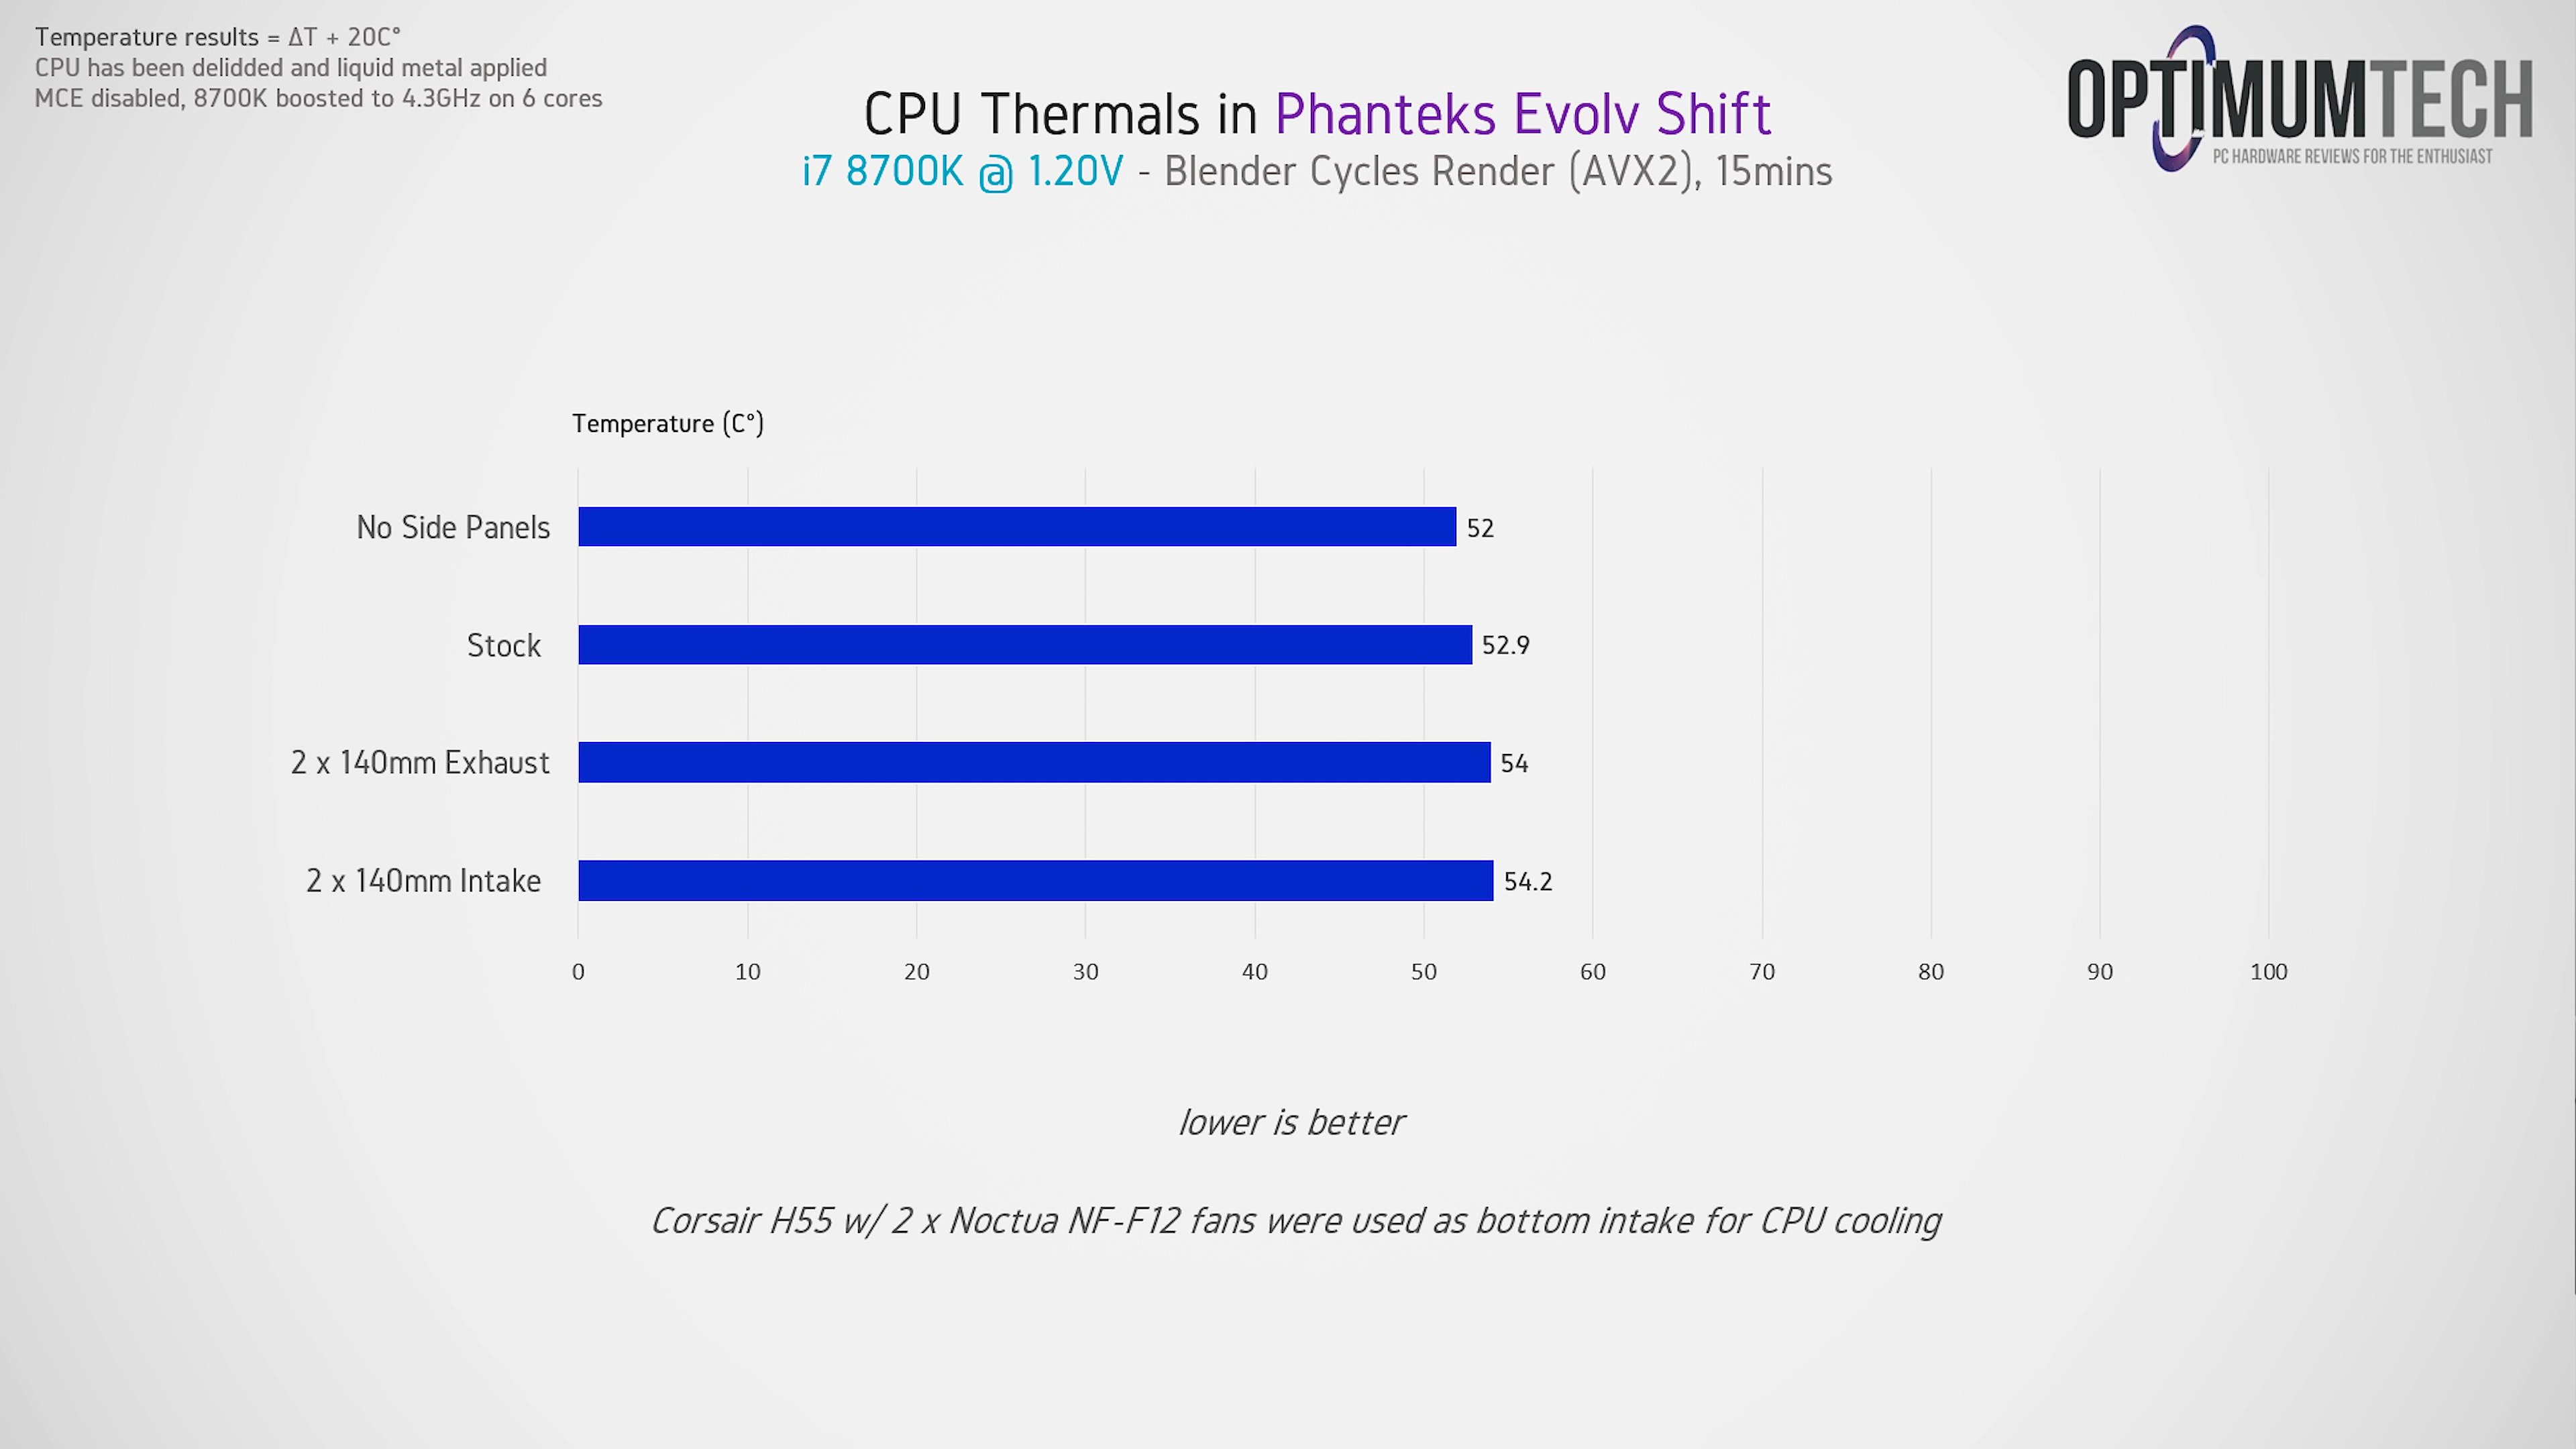 Temperature results = ΔT + 20C°
CPU has been delidded and liquid metal applied
MCE disabled, 8700K boosted to 4.3GHz on 6 cores
OPTIMUMTECH
PC HARDWARE REVIEWS FOR THE ENTHUSIAST
CPU Thermals in Phanteks Evolv Shift
i7 8700K @ 1.20V - Blender Cycles Render (AVX2), 15mins
Temperature (C°)
No Side Panels 52
Stock 52.9
2 x 140mm Exhaust 54
2 x 140mm Intake 54.2
0 10 20 30 40 50 60 70 80 90 100
lower is better
Corsair H55 w/ 2 x Noctua NF-F12 fans were used as bottom intake for CPU cooling